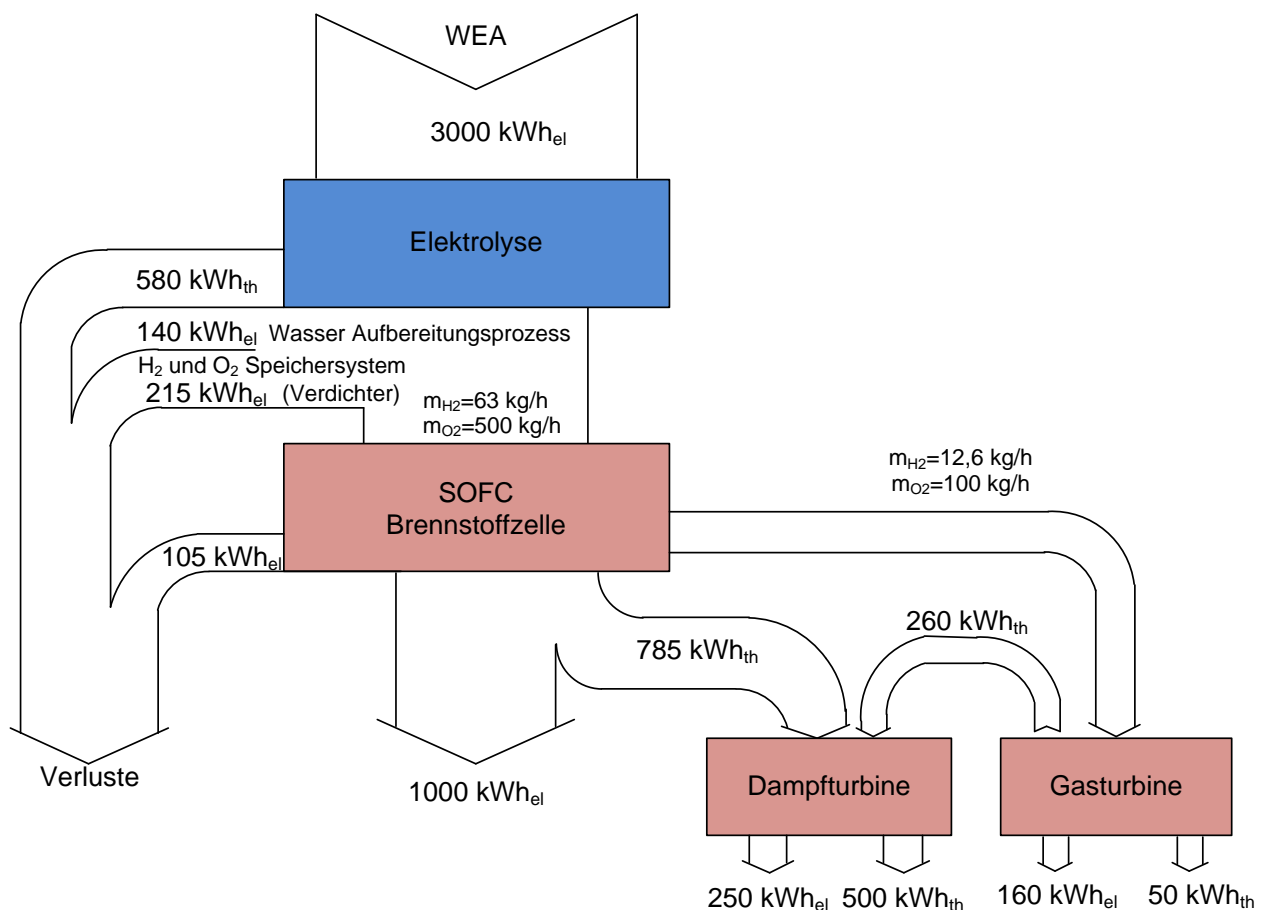 WEA
3000 kWhel
Elektrolyse
580 kWhth
140 kWhel Wasser Aufbereitungsprozess
H2 und O2 Speichersystem
215 kWhel (Verdichter)
mH2=63 kg/h
mO2=500 kg/h
mH2=12,6 kg/h
mO2=100 kg/h
SOFC
Brennstoffzelle
105 kWhel
260 kWhth
785 kWhth
Verluste
1000 kWhel
Dampfturbine
Gasturbine
250 kWhel
500 kWhth
160 kWhel
50 kWhth